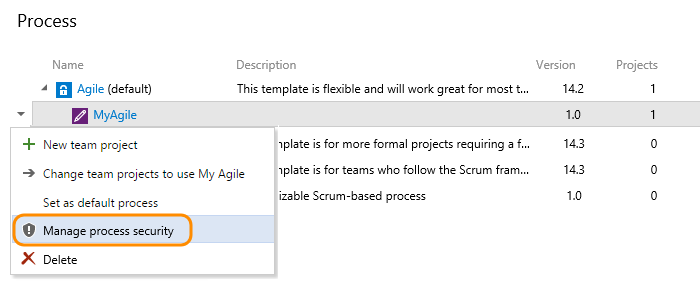 Process
Name Description Version Projects
Agile (default) This template is flexible and will work great for most t... 14.2 1
MyAgile 1.0 1
New team project mplate is for more formal projects requiring a f... 14.3 0
Change team projects to use My Agile mplate is for teams who follow the Scrum fram... 14.3 0
Set as default process izable Scrum-based process 1.0 0
Manage process security
Delete